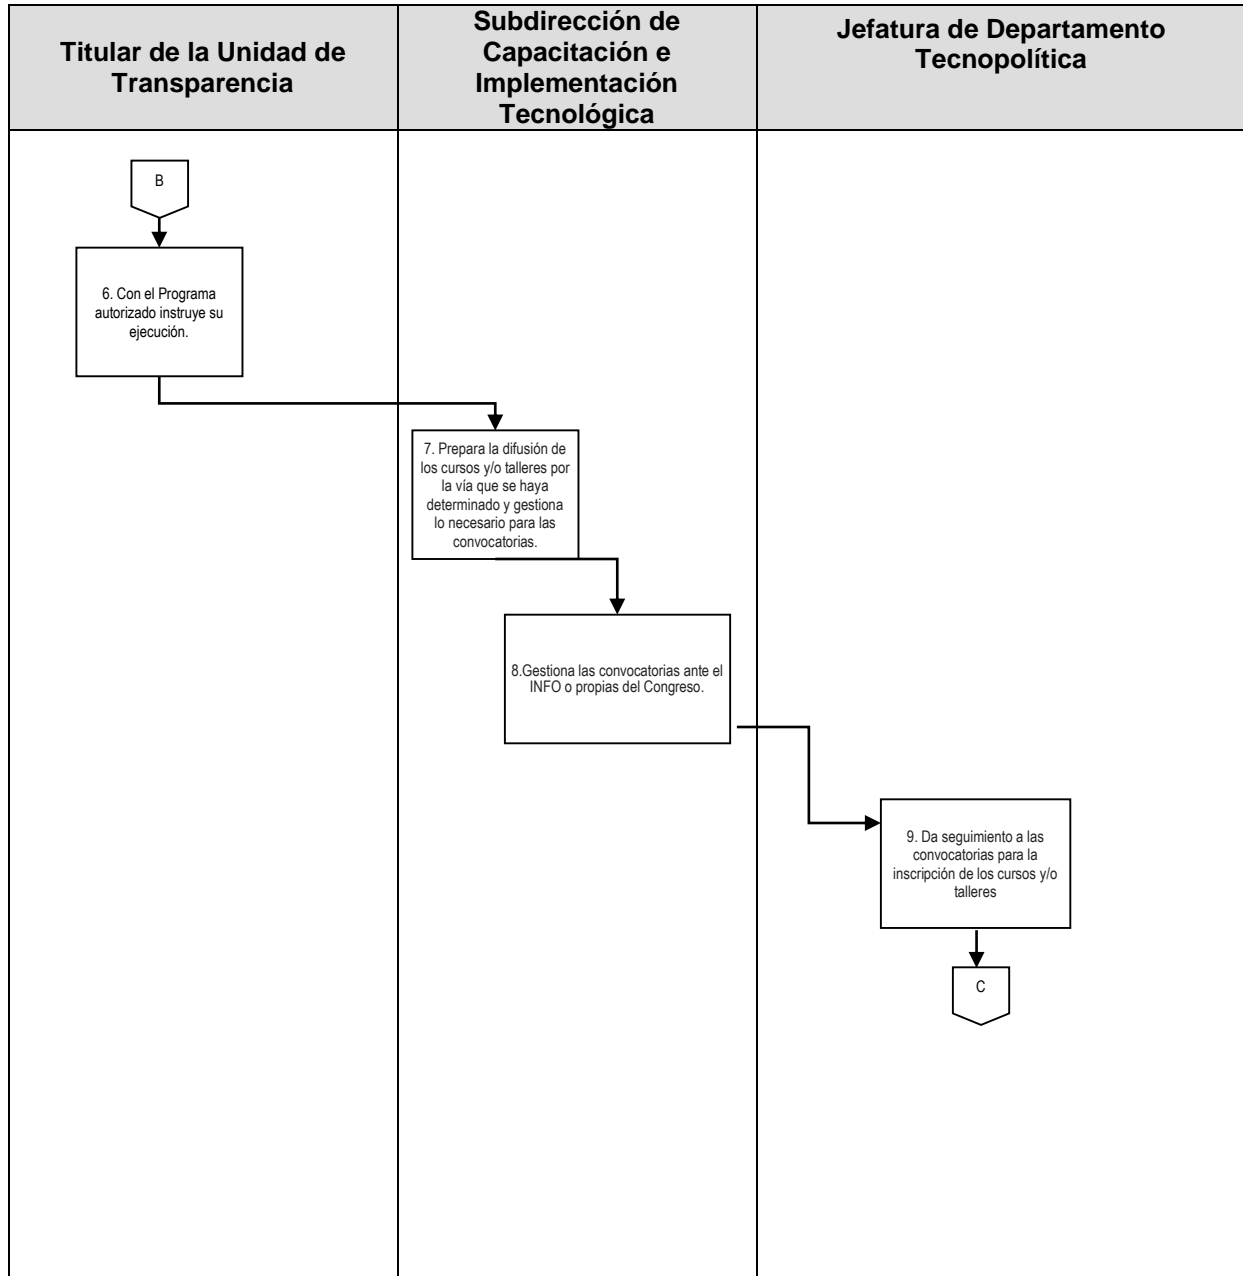 Titular de la Unidad de
Transparencia
Subdirección de
Capacitación e
Implementación
Tecnológica
Jefatura de Departamento
Tecnopolítica
B
6. Con el Programa
autorizado instruye su
ejecución.
7. Prepara la difusión de
los cursos y/o talleres por
la vía que se haya
determinado y gestiona
lo necesario para las
convocatorias.
8.Gestiona las convocatorias ante el
INFO o propias del Congreso.
9. Da seguimiento a las
convocatorias para la
inscripción de los cursos y/o
talleres
C